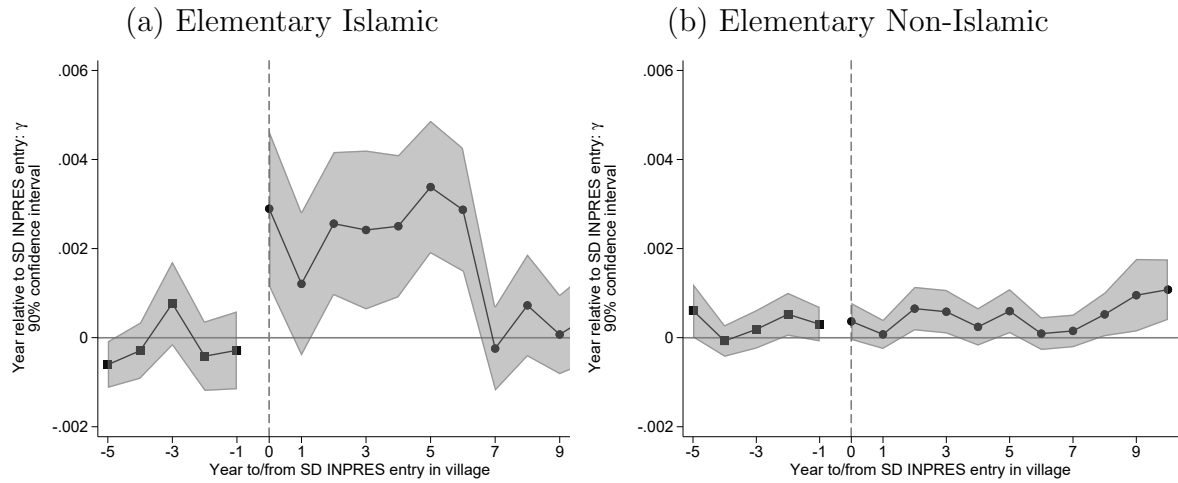 (a) Elementary Islamic
Year relative to SD INPRES entry: γ
90% confidence interval
.006
.004
.002
0
-.002
-5 -3 -1 0 1 3 5 7 9
Year to/from SD INPRES entry in village
(b) Elementary Non-Islamic
Year relative to SD INPRES entry: γ
90% confidence interval
.006
.004
.002
0
-.002
-5 -3 -1 0 1 3 5 7 9
Year to/from SD INPRES entry in village